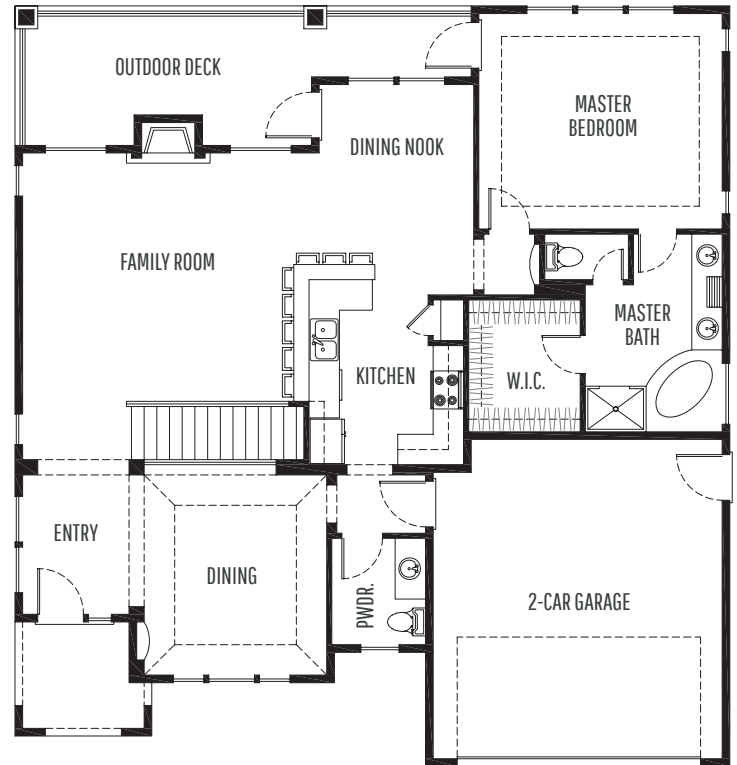 OUTDOOR DECK
MASTER
BEDROOM
DINING NOOK
FAMILY ROOM
MASTER
BATH
KITCHEN
W.I.C.
ENTRY
DINING
PWDR.
2-CAR GARAGE